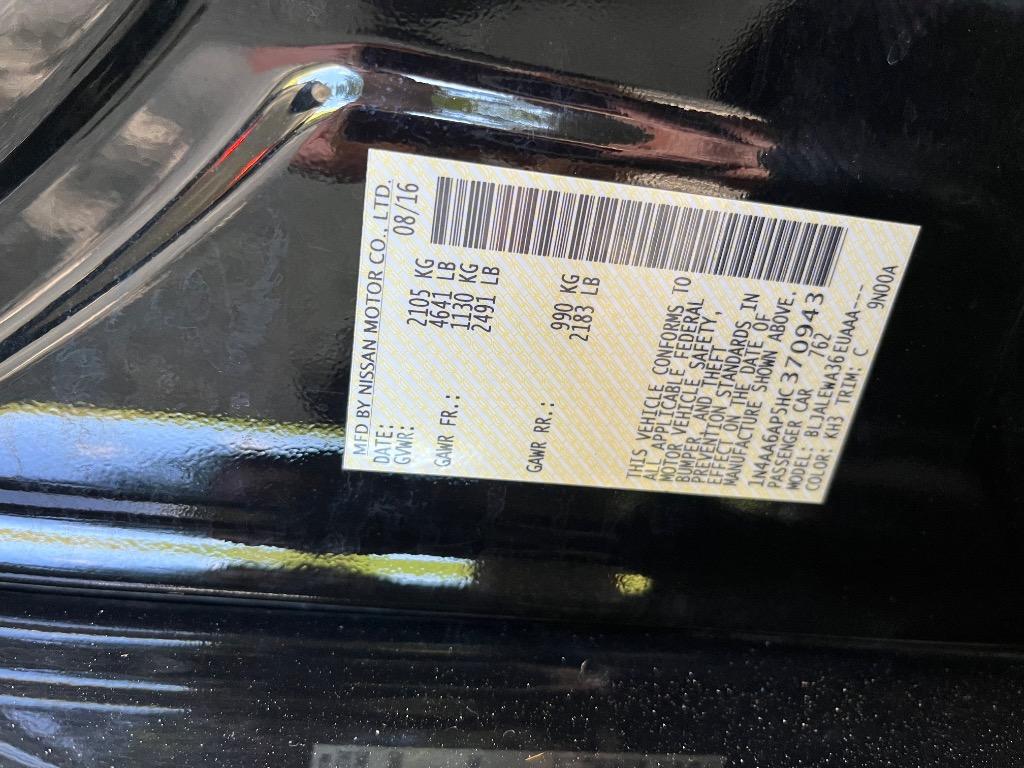 MFD BY NISSAN MOTOR CO., LTD.
DATE: 08/16
GVWR: 2105 KG
4641 LB
GAWR FR.: 1130 KG
2491 LB
GAWR RR.: 990 KG
2183 LB
THIS VEHICLE CONFORMS TO
ALL APPLICABLE FEDERAL
MOTOR VEHICLE SAFETY,
BUMPER, AND THEFT
PREVENTION STANDARDS IN
EFFECT ON THE DATE OF
MANUFACTURE SHOWN ABOVE.
1N4AA6AP5HC370943
PASSENGER CAR 762
MODEL: BLJALEWA36EUAAA----
COLOR: KH3 TRIM: C 9N00A